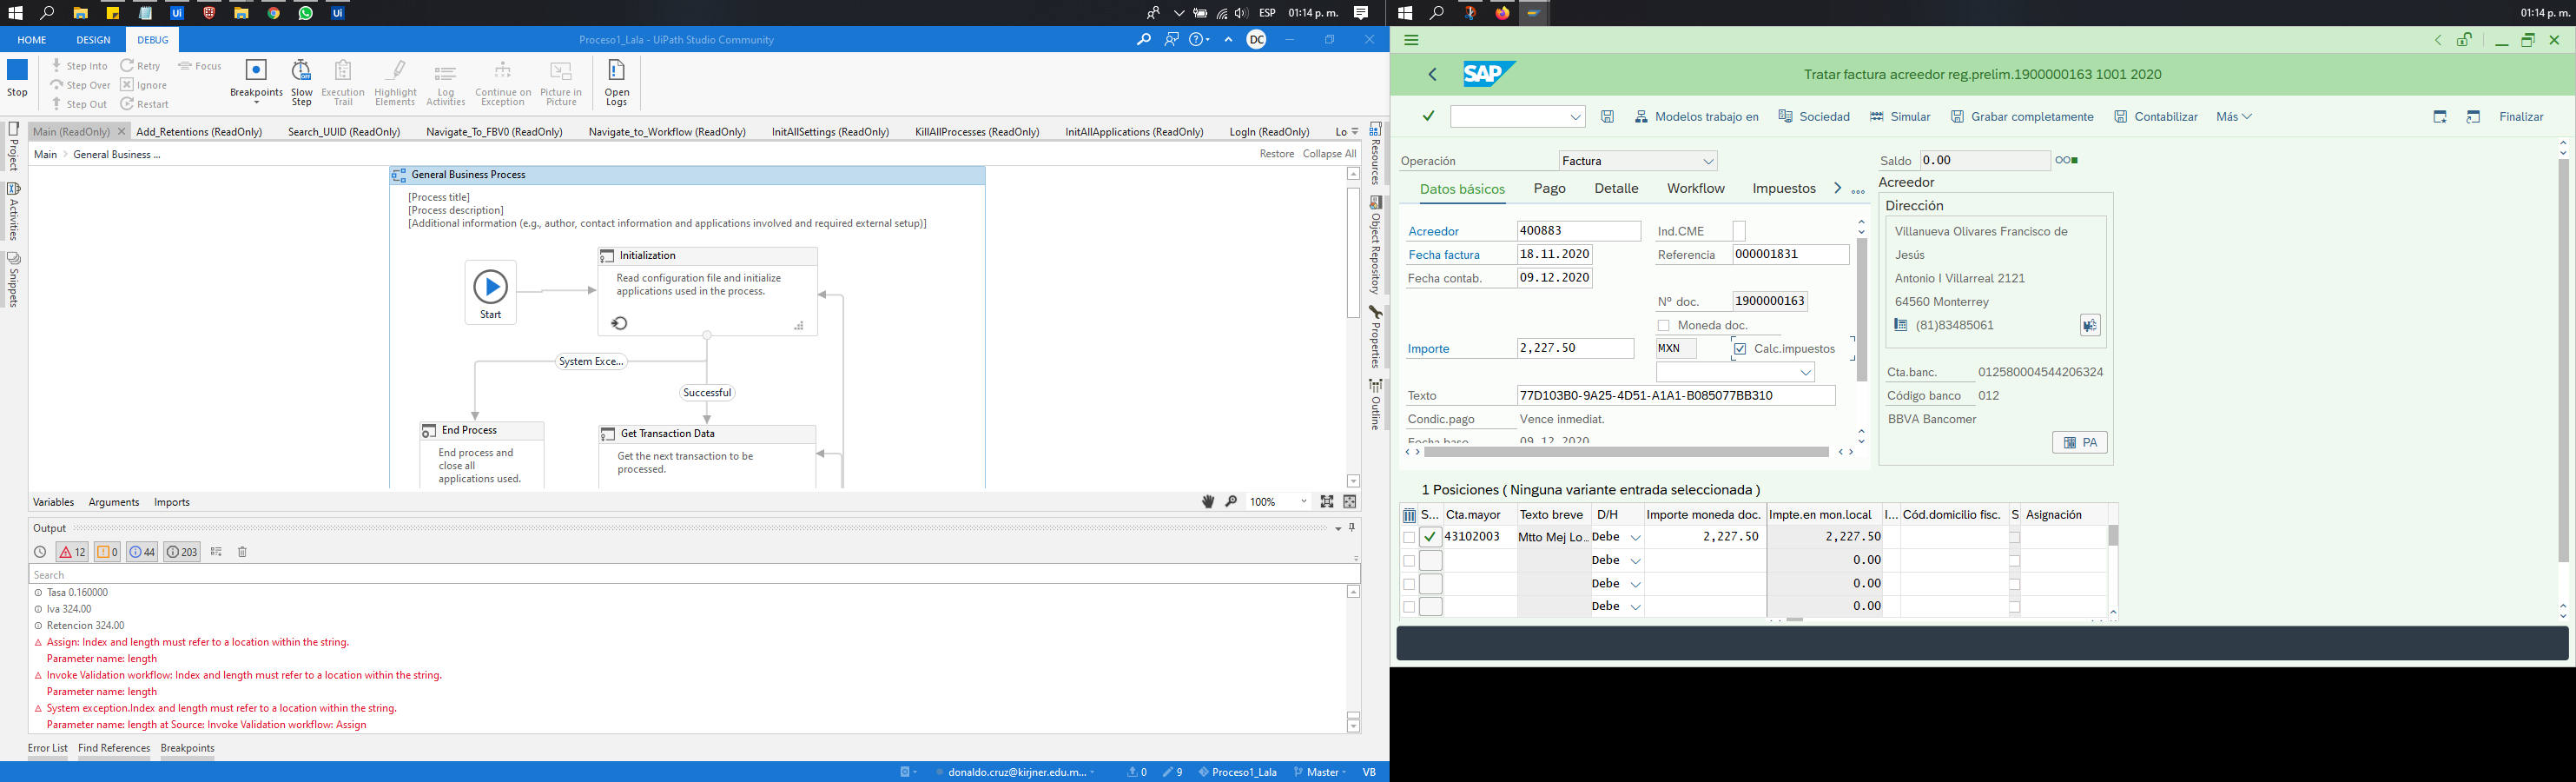 ESP
01:14 p. m.
HOME
DESIGN
DEBUG
Proceso1_Lala - UiPath Studio Community
DC
Stop
Step Into
Step Over
Step Out
Retry
Ignore
Restart
Focus
Breakpoints
Slow Step
Execution Trail
Highlight Elements
Log Activities
Continue on Exception
Picture in Picture
Open Logs
Main (ReadOnly)
Add_Retentions (ReadOnly)
Search_UUID (ReadOnly)
Navigate_To_FBV0 (ReadOnly)
Navigate_to_Workflow (ReadOnly)
InitAllSettings (ReadOnly)
KillAllProcesses (ReadOnly)
InitAllApplications (ReadOnly)
LogIn (ReadOnly)
Lo
Main > General Business ...
Restore
Collapse All
Project
Activities
Snippets
Resources
Object Repository
Properties
Outline
General Business Process
[Process title]
[Process description]
[Additional information (e.g., author, contact information and applications involved and required external setup)]
Start
Initialization
Read configuration file and initialize
applications used in the process.
System Exce...
Successful
End Process
End process and
close all
applications used.
Get Transaction Data
Get the next transaction to be
processed.
Variables
Arguments
Imports
100%
Output
12
0
44
203
Search
Tasa 0.160000
Iva 324.00
Retencion 324.00
Assign: Index and length must refer to a location within the string.
Parameter name: length
Invoke Validation workflow: Index and length must refer to a location within the string.
Parameter name: length
System exception.Index and length must refer to a location within the string.
Parameter name: length at Source: Invoke Validation workflow: Assign
Error List
Find References
Breakpoints
donaldo.cruz@kirjner.edu.m...
0
9
Proceso1_Lala
Master
VB
01:14 p. m.
SAP
Tratar factura acreedor reg.prelim.1900000163 1001 2020
Modelos trabajo en
Sociedad
Simular
Grabar completamente
Contabilizar
Más
Finalizar
Operación
Factura
Saldo
0.00
Datos básicos
Pago
Detalle
Workflow
Impuestos
Acreedor
400883
Ind.CME
Fecha factura
18.11.2020
Referencia
000001831
Fecha contab.
09.12.2020
Nº doc.
1900000163
Moneda doc.
Importe
2,227.50
MXN
Calc.impuestos
Texto
77D103B0-9A25-4D51-A1A1-B085077BB310
Condic.pago
Vence inmediat.
Fecha base
09.12.2020
Acreedor
Dirección
Villanueva Olivares Francisco de
Jesús
Antonio I Villarreal 2121
64560 Monterrey
(81)83485061
Cta.banc.
012580004544206324
Código banco
012
BBVA Bancomer
PA
1 Posiciones ( Ninguna variante entrada seleccionada )
S... Cta.mayor Texto breve D/H Importe moneda doc. Impte.en mon.local I... Cód.domicilio fisc. S Asignación
43102003 Mtto Mej Lo... Debe 2,227.50 2,227.50
Debe 0.00
Debe 0.00
Debe 0.00